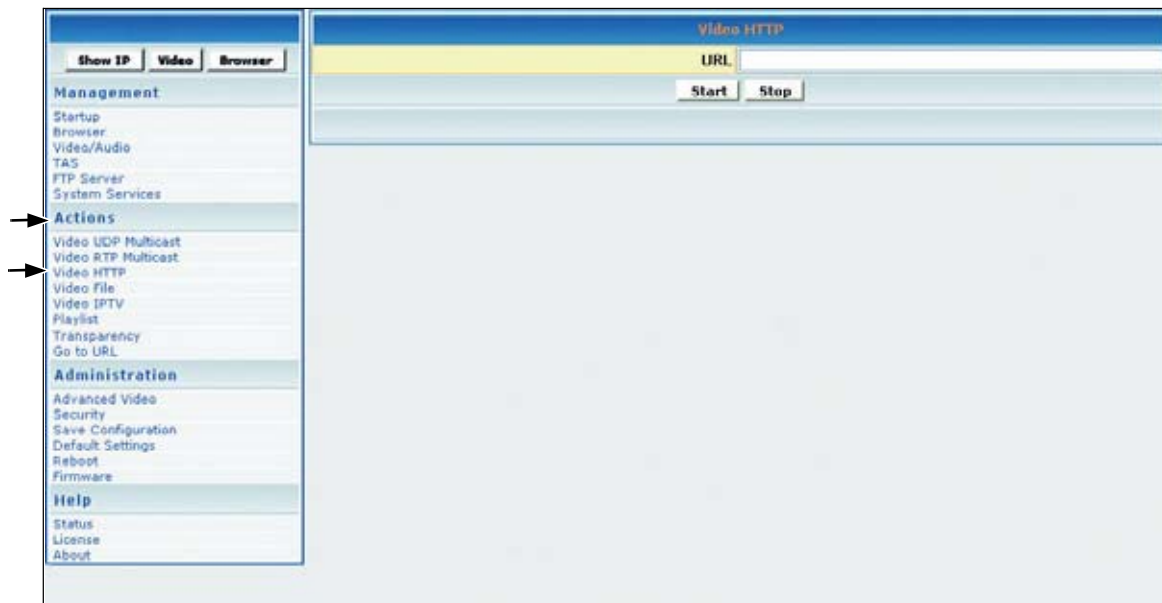 Show IP Video Browser
Management
Startup
Browser
Video/Audio
TAS
FTP Server
System Services
Actions
Video UDP Multicast
Video RTP Multicast
Video HTTP
Video File
Video IPTV
Playlist
Transparency
Go to URL
Administration
Advanced Video
Security
Save Configuration
Default Settings
Reboot
Firmware
Help
Status
License
About
Video HTTP
URL
Start Stop